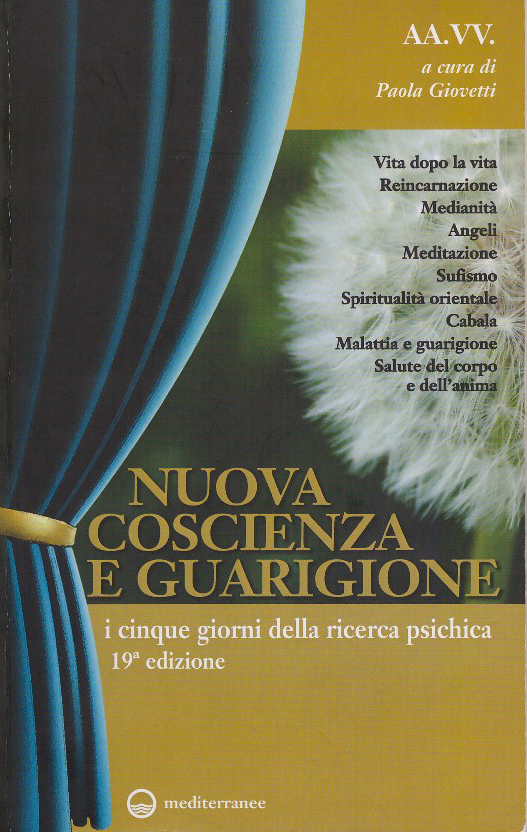 AA.VV.
a cura di
Paola Giovetti
Vita dopo la vita
Reincarnazione
Medianità
Angeli
Meditazione
Sufismo
Spiritualità orientale
Cabala
Malattia e guarigione
Salute del corpo
e dell'anima
NUOVA
COSCIENZA
E GUARIGIONE
i cinque giorni della ricerca psichica
19ª edizione
mediterranee